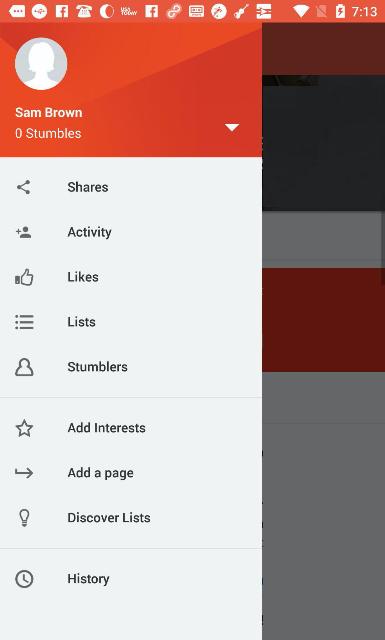 7:13
Sam Brown
0 Stumbles
Shares
Activity
Likes
Lists
Stumblers
Add Interests
Add a page
Discover Lists
History